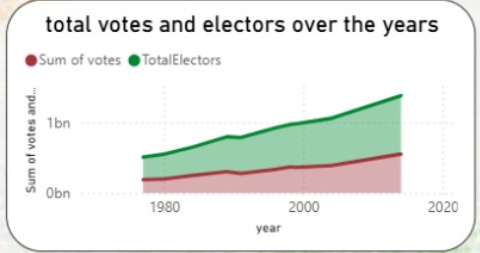 total votes and electors over the years
Sum of votes TotalElectors
Sum of votes and...
1bn
0bn
1980 2000 2020
year